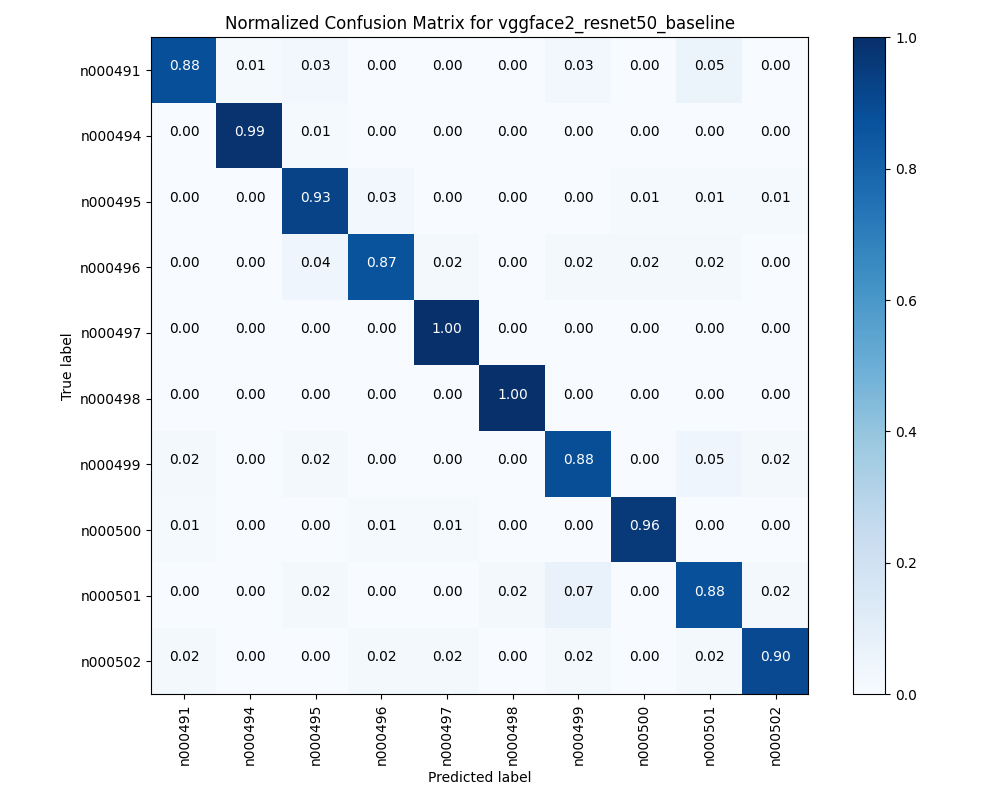 Normalized Confusion Matrix for vggface2_resnet50_baseline
n000491 0.88 0.01 0.03 0.00 0.00 0.00 0.03 0.00 0.05 0.00
n000494 0.00 0.99 0.01 0.00 0.00 0.00 0.00 0.00 0.00 0.00
n000495 0.00 0.00 0.93 0.03 0.00 0.00 0.00 0.01 0.01 0.01
n000496 0.00 0.00 0.04 0.87 0.02 0.00 0.02 0.02 0.02 0.00
n000497 0.00 0.00 0.00 0.00 1.00 0.00 0.00 0.00 0.00 0.00
n000498 0.00 0.00 0.00 0.00 0.00 1.00 0.00 0.00 0.00 0.00
n000499 0.02 0.00 0.02 0.00 0.00 0.00 0.88 0.00 0.05 0.02
n000500 0.01 0.00 0.00 0.01 0.01 0.00 0.00 0.96 0.00 0.00
n000501 0.00 0.00 0.02 0.00 0.00 0.02 0.07 0.00 0.88 0.02
n000502 0.02 0.00 0.00 0.02 0.02 0.00 0.02 0.00 0.02 0.90
True label
n000491 n000494 n000495 n000496 n000497 n000498 n000499 n000500 n000501 n000502
Predicted label
1.0
0.8
0.6
0.4
0.2
0.0